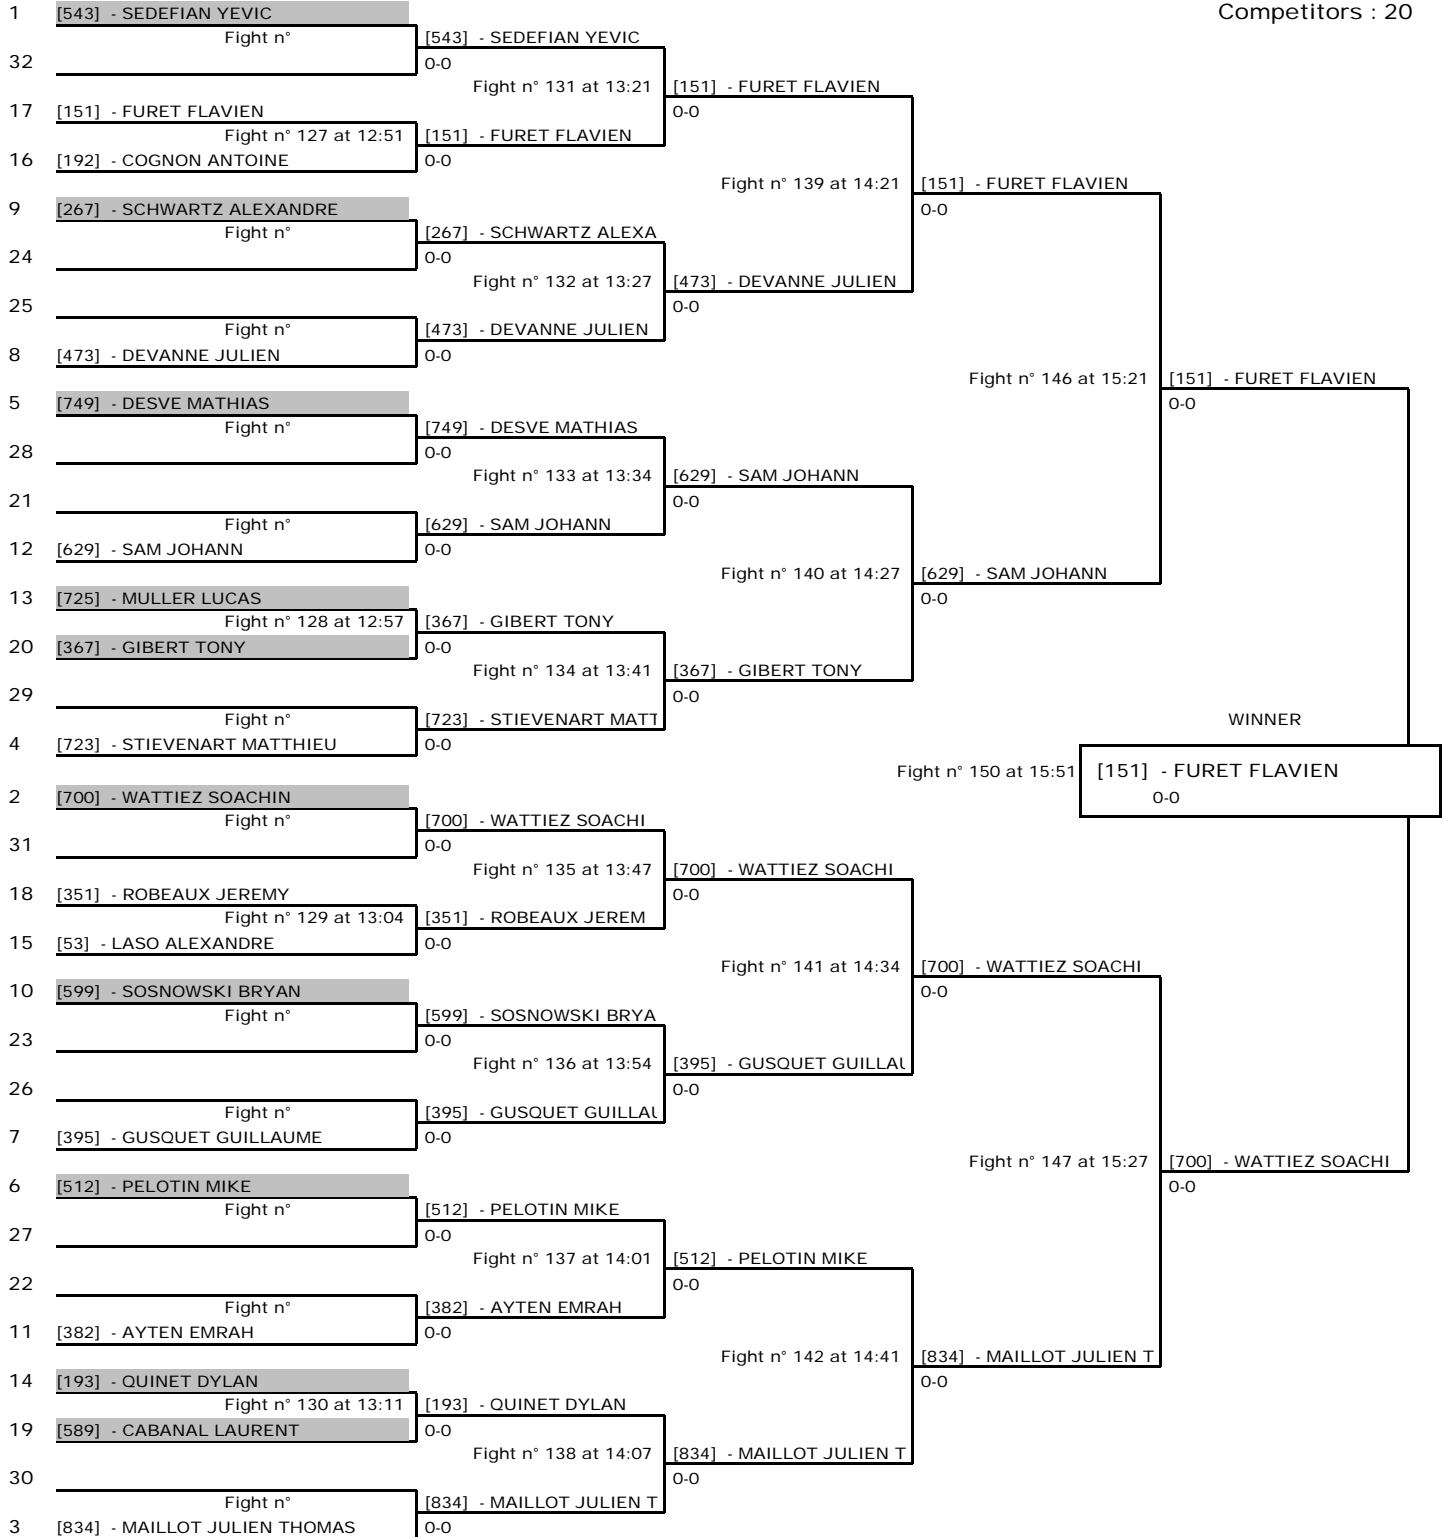 Competitors : 20
1 [543] - SEDEFIAN YEVIC
Fight n° [543] - SEDEFIAN YEVIC
32 0-0
Fight n° 131 at 13:21 [151] - FURET FLAVIEN
17 [151] - FURET FLAVIEN 0-0
Fight n° 127 at 12:51 [151] - FURET FLAVIEN
16 [192] - COGNON ANTOINE 0-0
Fight n° 139 at 14:21 [151] - FURET FLAVIEN
9 [267] - SCHWARTZ ALEXANDRE 0-0
Fight n° [267] - SCHWARTZ ALEXA
24 0-0
Fight n° 132 at 13:27 [473] - DEVANNE JULIEN
25 0-0
Fight n° [473] - DEVANNE JULIEN
8 [473] - DEVANNE JULIEN 0-0
Fight n° 146 at 15:21 [151] - FURET FLAVIEN
5 [749] - DESVE MATHIAS 0-0
Fight n° [749] - DESVE MATHIAS
28 0-0
Fight n° 133 at 13:34 [629] - SAM JOHANN
21 0-0
Fight n° [629] - SAM JOHANN
12 [629] - SAM JOHANN 0-0
Fight n° 140 at 14:27 [629] - SAM JOHANN
13 [725] - MULLER LUCAS 0-0
Fight n° 128 at 12:57 [367] - GIBERT TONY
20 [367] - GIBERT TONY 0-0
Fight n° 134 at 13:41 [367] - GIBERT TONY
29 0-0
Fight n° [723] - STIEVENART MATT WINNER
4 [723] - STIEVENART MATTHIEU 0-0
Fight n° 150 at 15:51 [151] - FURET FLAVIEN
2 [700] - WATTIEZ SOACHIN 0-0
Fight n° [700] - WATTIEZ SOACHI
31 0-0
Fight n° 135 at 13:47 [700] - WATTIEZ SOACHI
18 [351] - ROBEAUX JEREMY 0-0
Fight n° 129 at 13:04 [351] - ROBEAUX JEREM
15 [53] - LASO ALEXANDRE 0-0
Fight n° 141 at 14:34 [700] - WATTIEZ SOACHI
10 [599] - SOSNOWSKI BRYAN 0-0
Fight n° [599] - SOSNOWSKI BRYA
23 0-0
Fight n° 136 at 13:54 [395] - GUSQUET GUILLAU
26 0-0
Fight n° [395] - GUSQUET GUILLAU
7 [395] - GUSQUET GUILLAUME 0-0
Fight n° 147 at 15:27 [700] - WATTIEZ SOACHI
6 [512] - PELOTIN MIKE 0-0
Fight n° [512] - PELOTIN MIKE
27 0-0
Fight n° 137 at 14:01 [512] - PELOTIN MIKE
22 0-0
Fight n° [382] - AYTEN EMRAH
11 [382] - AYTEN EMRAH 0-0
Fight n° 142 at 14:41 [834] - MAILLOT JULIEN T
14 [193] - QUINET DYLAN 0-0
Fight n° 130 at 13:11 [193] - QUINET DYLAN
19 [589] - CABANAL LAURENT 0-0
Fight n° 138 at 14:07 [834] - MAILLOT JULIEN T
30 0-0
Fight n° [834] - MAILLOT JULIEN T
3 [834] - MAILLOT JULIEN THOMAS 0-0